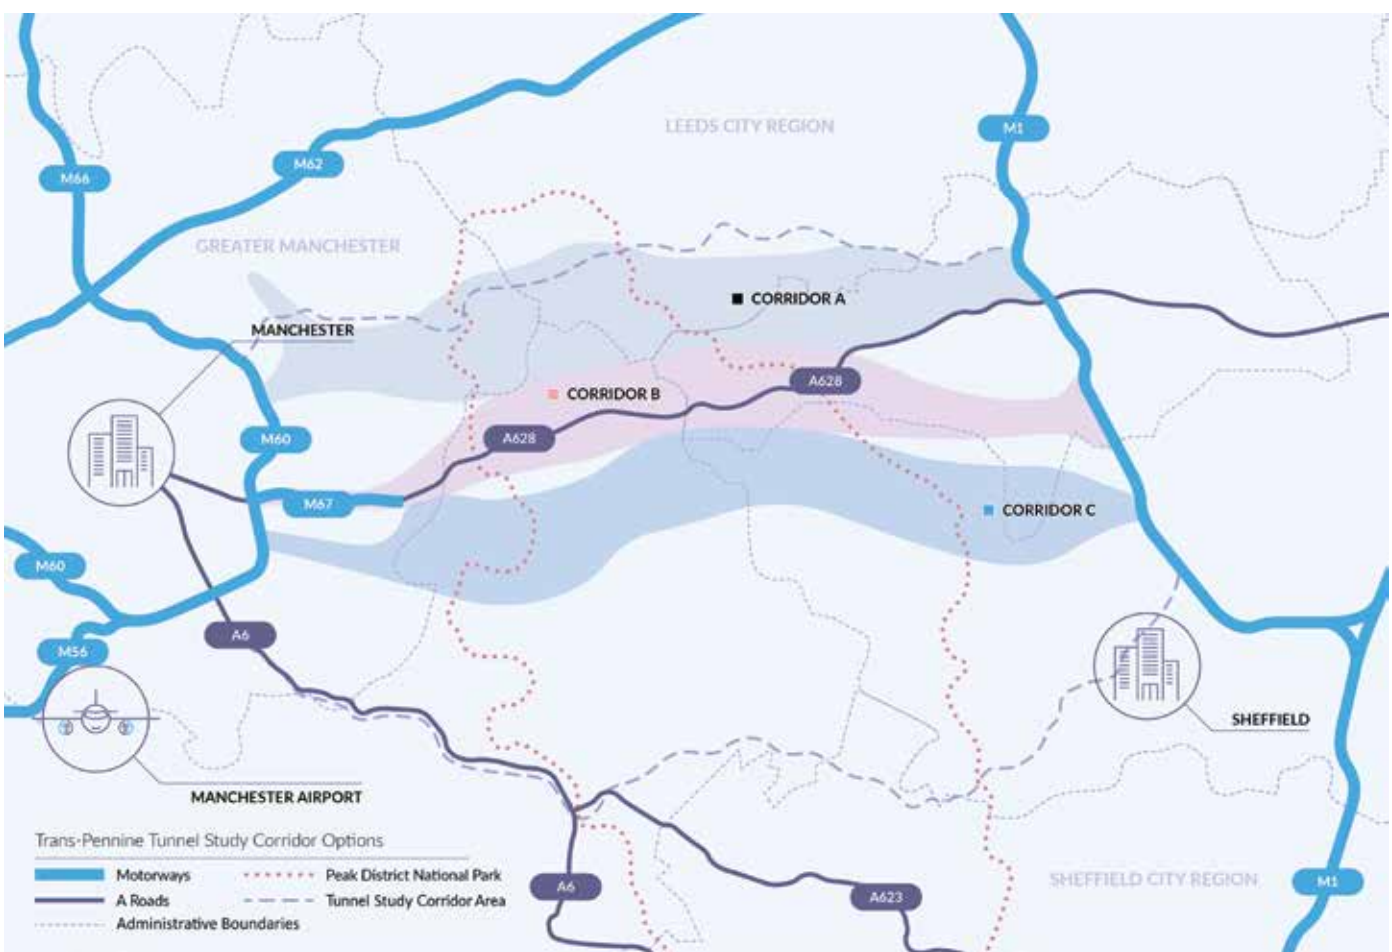 LEEDS CITY REGION
M1
M62
M66
GREATER MANCHESTER
CORRIDOR A
MANCHESTER
A628
CORRIDOR B
A628
M60
M67
CORRIDOR C
M60
A6
M56
SHEFFIELD
MANCHESTER AIRPORT
Trans-Pennine Tunnel Study Corridor Options
Motorways
Peak District National Park
A Roads
Tunnel Study Corridor Area
Administrative Boundaries
A6
A623
SHEFFIELD CITY REGION
M1